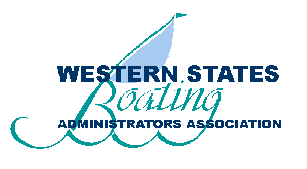 WESTERN STATES
Boating
ADMINISTRATORS ASSOCIATION